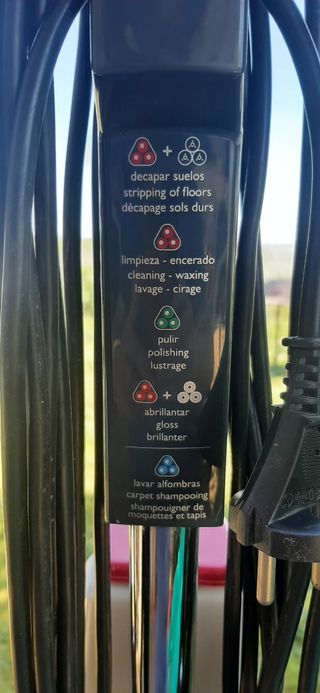 +
decapar suelos
stripping of floors
décapage sols durs
limpieza - encerado
cleaning - waxing
lavage - cirage
pulir
polishing
lustrage
+
abrillantar
gloss
brillanter
lavar alfombras
carpet shampooing
shampouigner de
moquettes et tapis